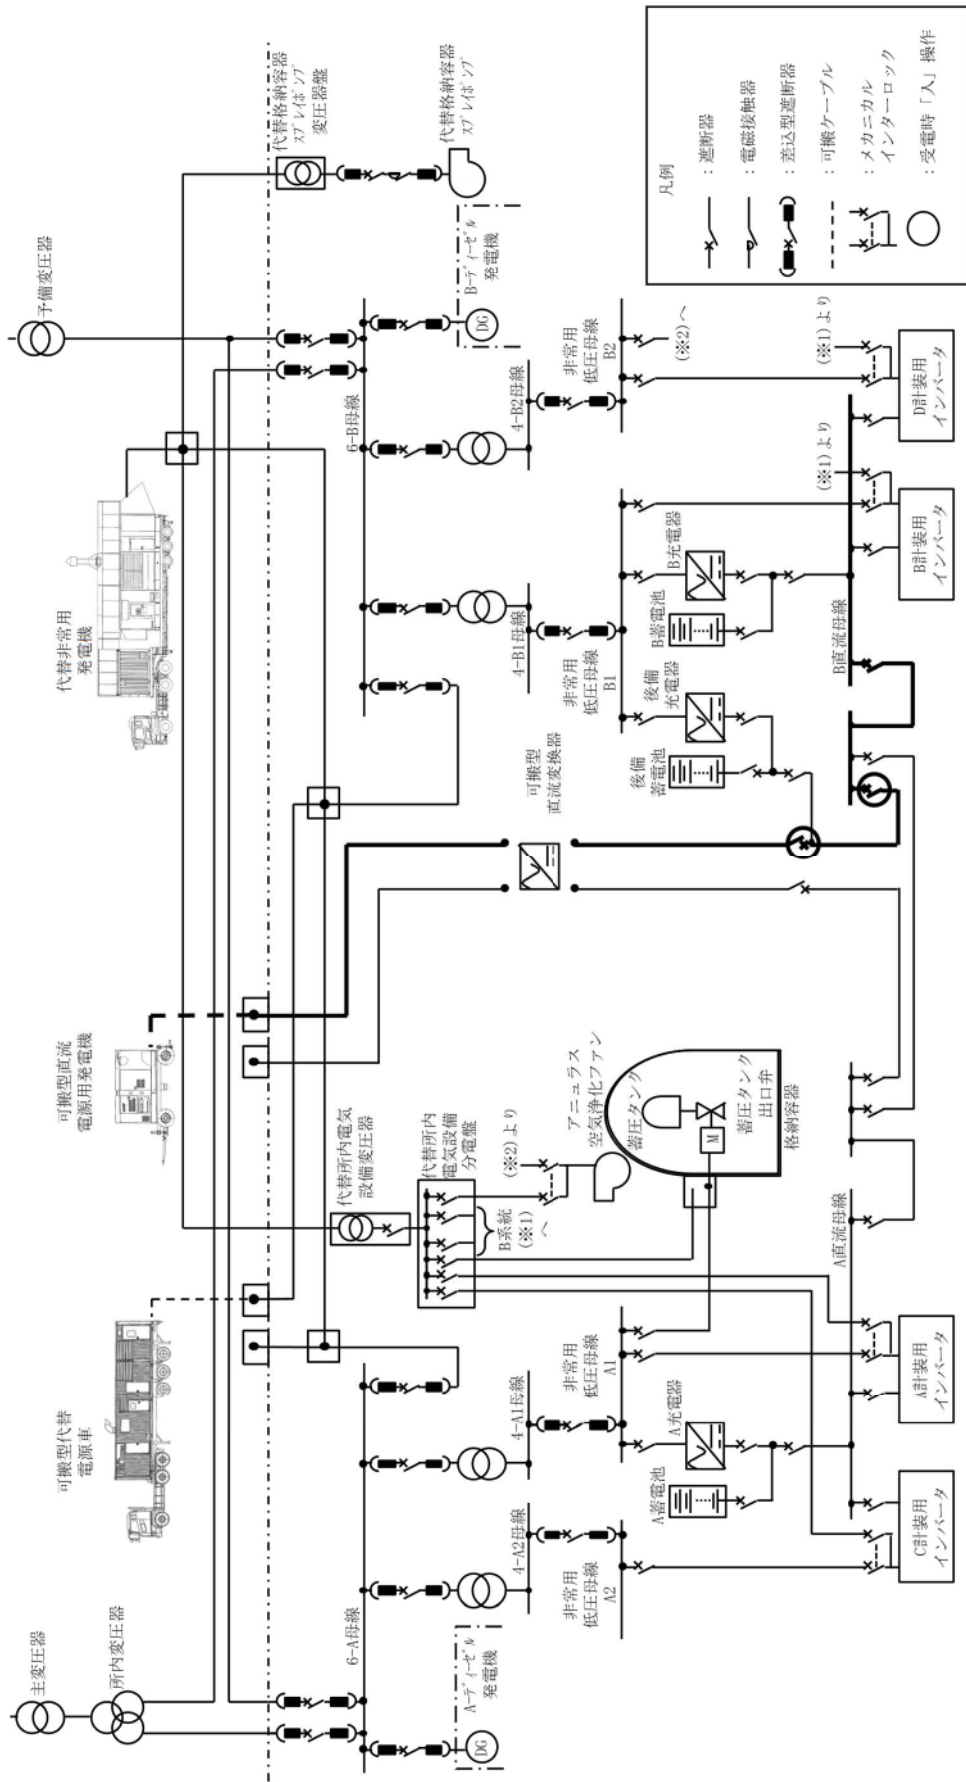 主変圧器
所内変圧器
可搬型代替
電源車
可搬型直流
電源用発電機
代替非常用
発電機
予備変圧器
代替格納容器
ｽﾌﾟﾚｲﾎﾟﾝﾌﾟ
変圧器盤
代替格納容器
ｽﾌﾟﾚｲﾎﾟﾝﾌﾟ
代替所内電気
設備変圧器
代替所内
電気設備
分電盤
B系統
(※1)
へ
(※2)より
アニュラス
空気浄化ファン
蓄圧タンク
M
蓄圧タンク
出口弁
格納容器
6-A母線
A-ﾃﾞｨｰｾﾞﾙ
発電機
DG
4-A2母線
4-A1母線
非常用
低圧母線
A2
非常用
低圧母線
A1
A蓄電池
A充電器
A直流母線
C計装用
インバータ
A計装用
インバータ
可搬型
直流変換器
6-B母線
B-ﾃﾞｨｰｾﾞﾙ
発電機
DG
4-B1母線
4-B2母線
非常用
低圧母線
B1
非常用
低圧母線
B2
(※2)へ
後備
蓄電池
後備
充電器
B蓄電池
B充電器
B直流母線
(※1)より
(※1)より
B計装用
インバータ
D計装用
インバータ
凡例
：遮断器
：電磁接触器
：差込型遮断器
：可搬ケーブル
：メカニカル
インターロック
：受電時「入」操作